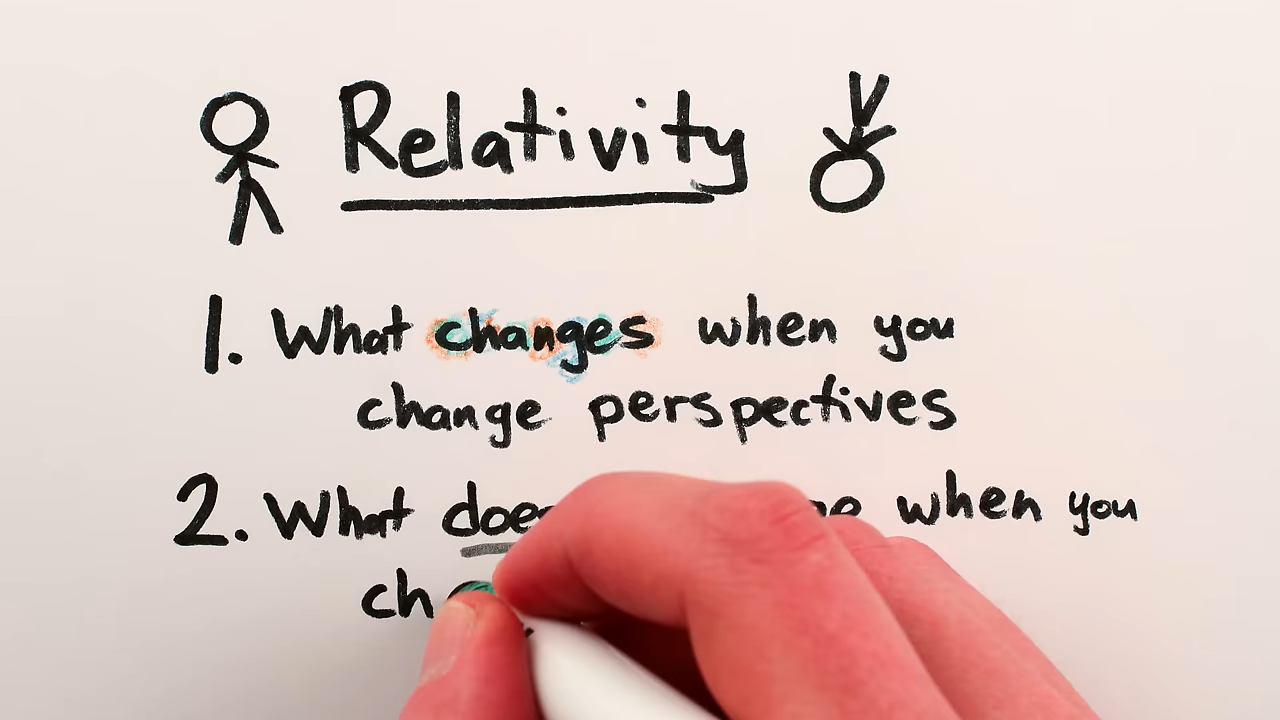 Relativity
1. What changes when you
change perspectives
2. What when you